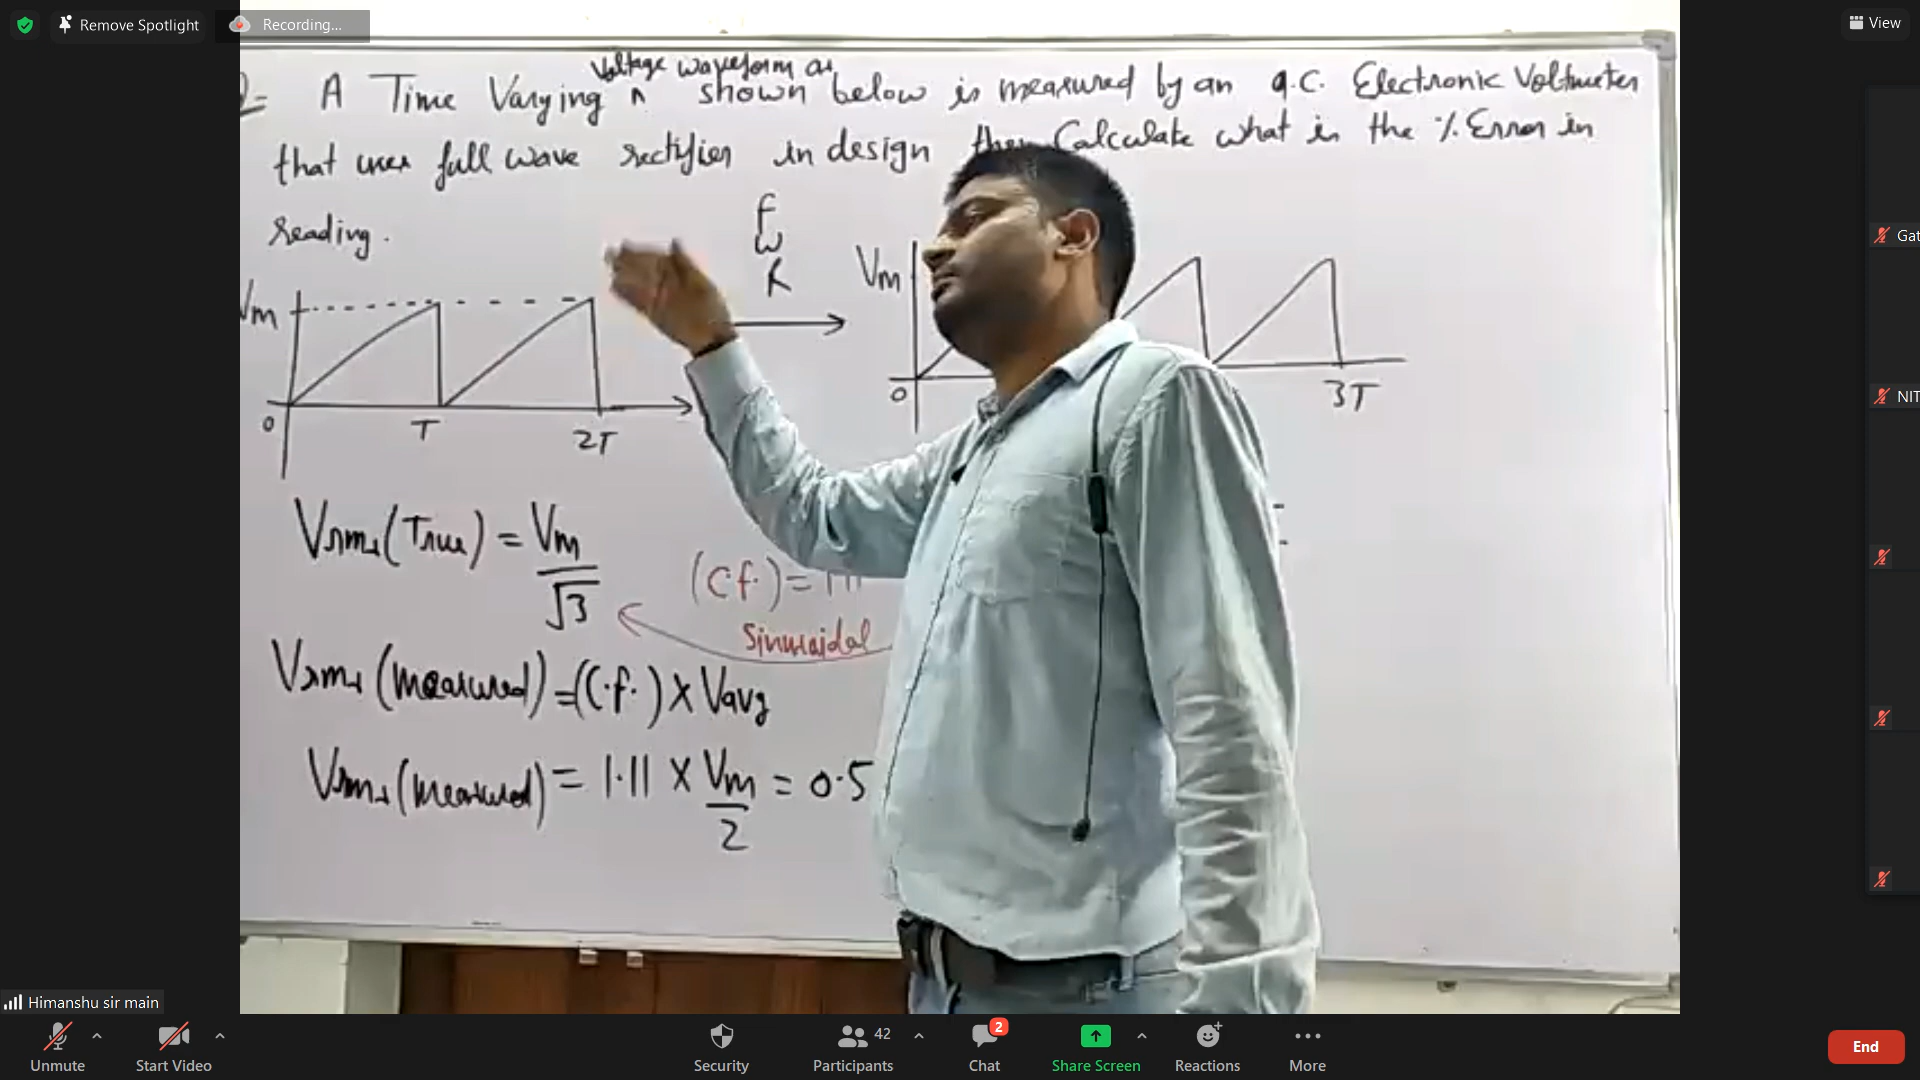 Remove Spotlight
Recording...
View
Voltage waveform as
Q- A Time Varying ^ shown below is measured by an a.c. Electronic Voltmeter
that uses full wave rectifier in design then Calculate what is the % Error in
reading.
F
W
R
Vm
Vm
0
T
2T
0
3T
Vrms (True) = Vm
√3
(C.f.) = 1.11
Sinusoidal
Vrms (measured) = (C.f.) X Vavg
Vrms (measured) = 1.11 X Vm = 0.5
2
Gat
NIT
Himanshu sir main
Unmute
Start Video
Security
42
Participants
2
Chat
Share Screen
Reactions
More
End